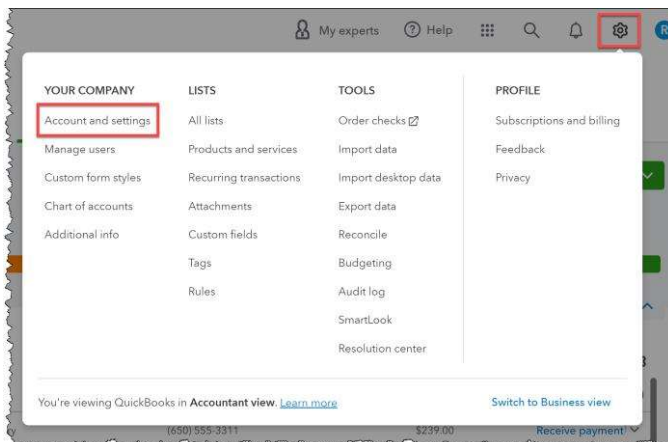 My experts Help R
YOUR COMPANY
Account and settings
Manage users
Custom form styles
Chart of accounts
Additional info
LISTS
All lists
Products and services
Recurring transactions
Attachments
Custom fields
Tags
Rules
TOOLS
Order checks
Import data
Import desktop data
Export data
Reconcile
Budgeting
Audit log
SmartLook
Resolution center
PROFILE
Subscriptions and billing
Feedback
Privacy
You're viewing QuickBooks in Accountant view. Learn more
Switch to Business view
(650) 555-3311 $239.00 Receive payment